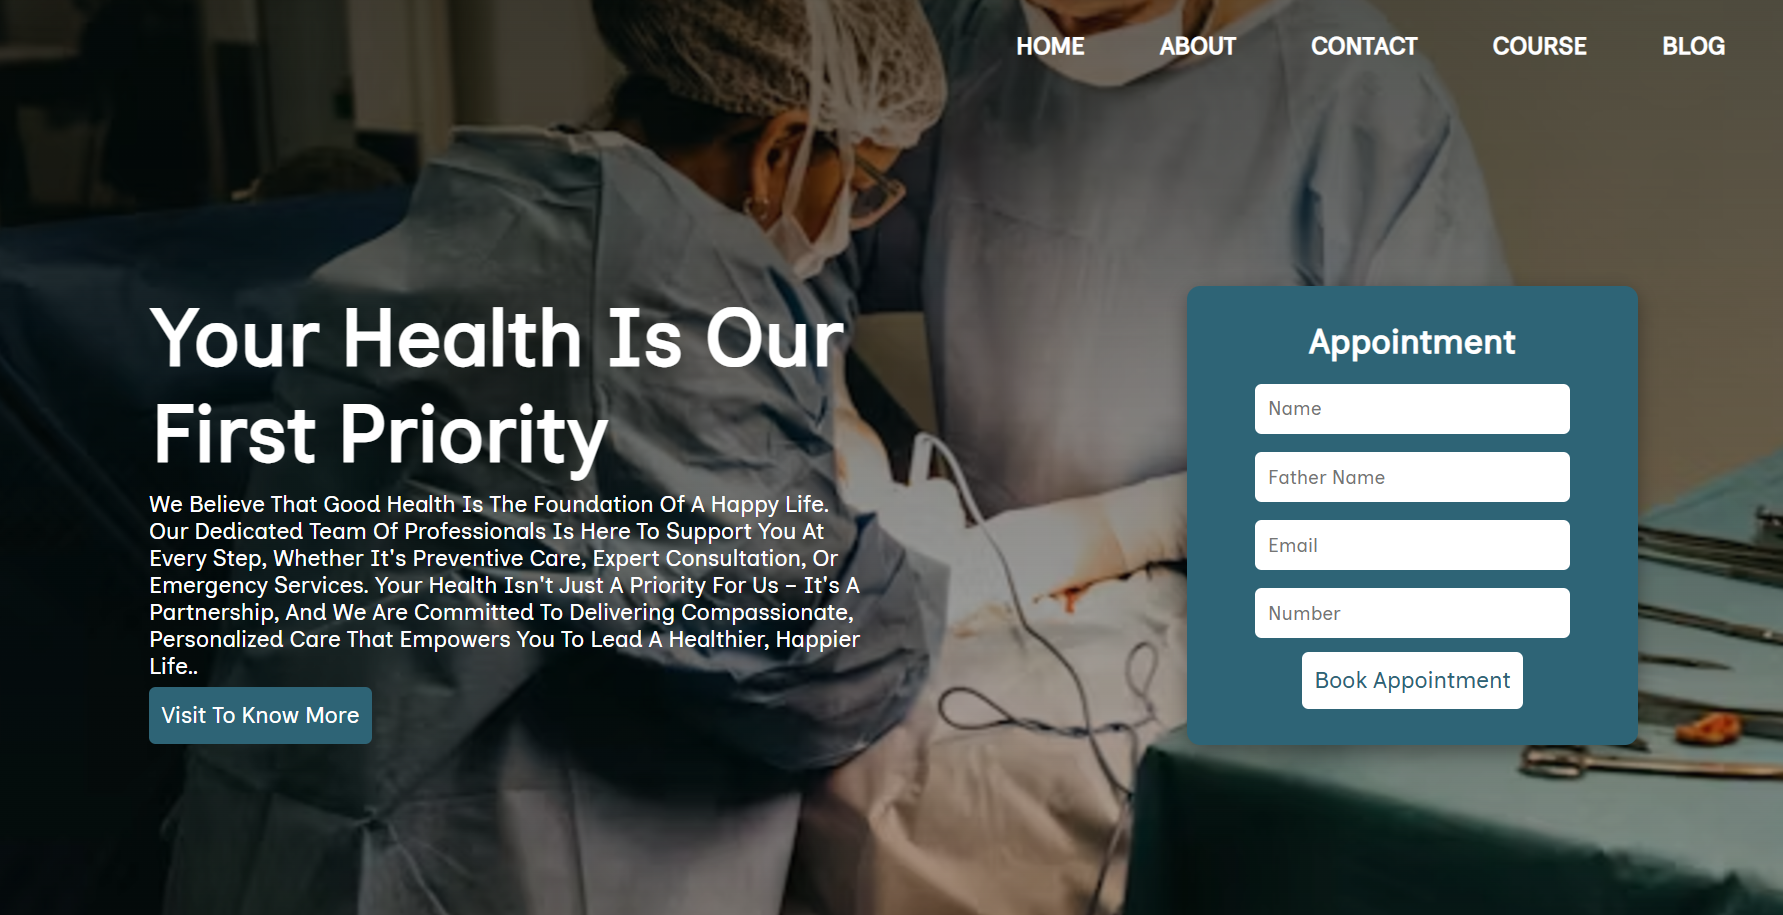 HOME ABOUT CONTACT COURSE BLOG
Your Health Is Our
First Priority
We Believe That Good Health Is The Foundation Of A Happy Life.
Our Dedicated Team Of Professionals Is Here To Support You At
Every Step, Whether It's Preventive Care, Expert Consultation, Or
Emergency Services. Your Health Isn't Just A Priority For Us – It's A
Partnership, And We Are Committed To Delivering Compassionate,
Personalized Care That Empowers You To Lead A Healthier, Happier
Life..
Visit To Know More
Appointment
Name
Father Name
Email
Number
Book Appointment